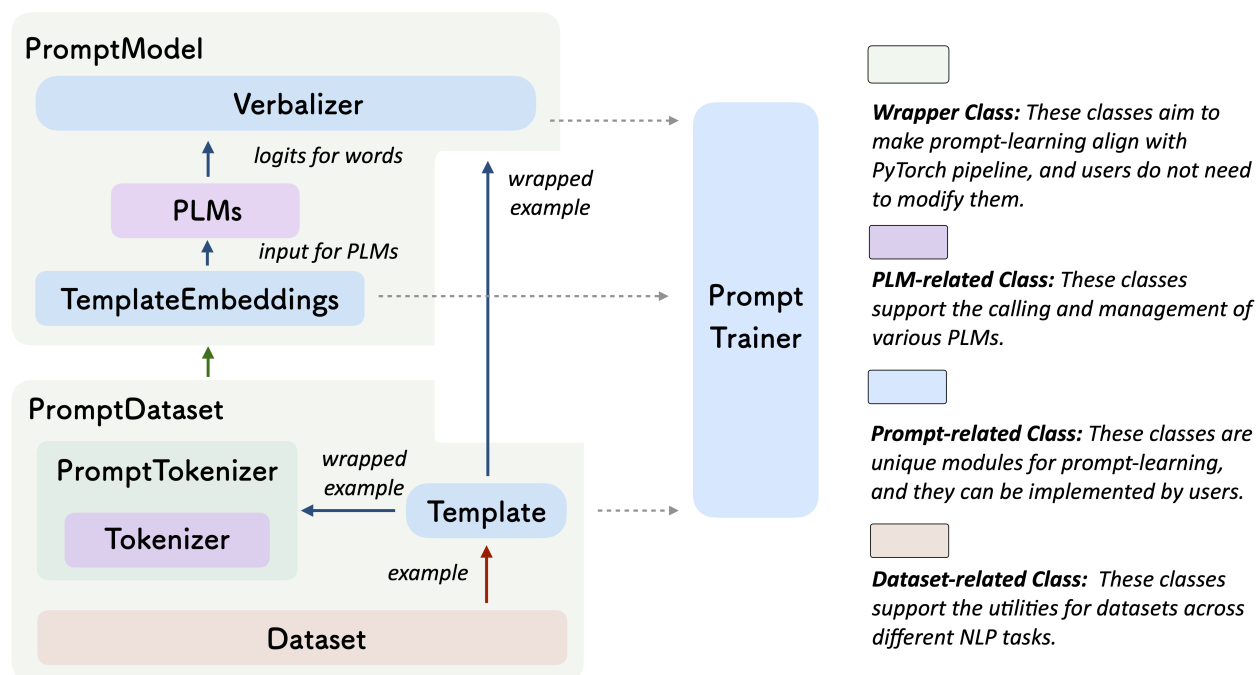 PromptModel
Verbalizer
logits for words
PLMs
input for PLMs
TemplateEmbeddings
wrapped
example
PromptDataset
PromptTokenizer
Tokenizer
wrapped
example
Template
example
Dataset
Prompt
Trainer
Wrapper Class: These classes aim to
make prompt-learning align with
PyTorch pipeline, and users do not need
to modify them.
PLM-related Class: These classes
support the calling and management of
various PLMs.
Prompt-related Class: These classes are
unique modules for prompt-learning,
and they can be implemented by users.
Dataset-related Class: These classes
support the utilities for datasets across
different NLP tasks.